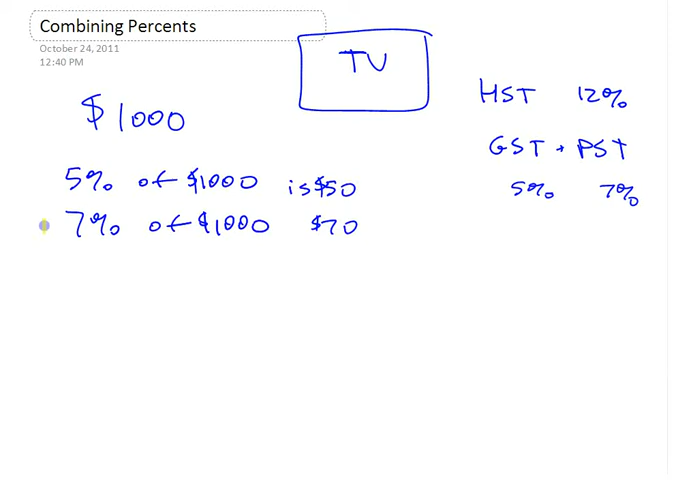 Combining Percents
October 24, 2011
12:40 PM
TV
HST 12%
$1000
GST + PST
5% 7%
5% of $1000 is $50
7% of $1000 $70